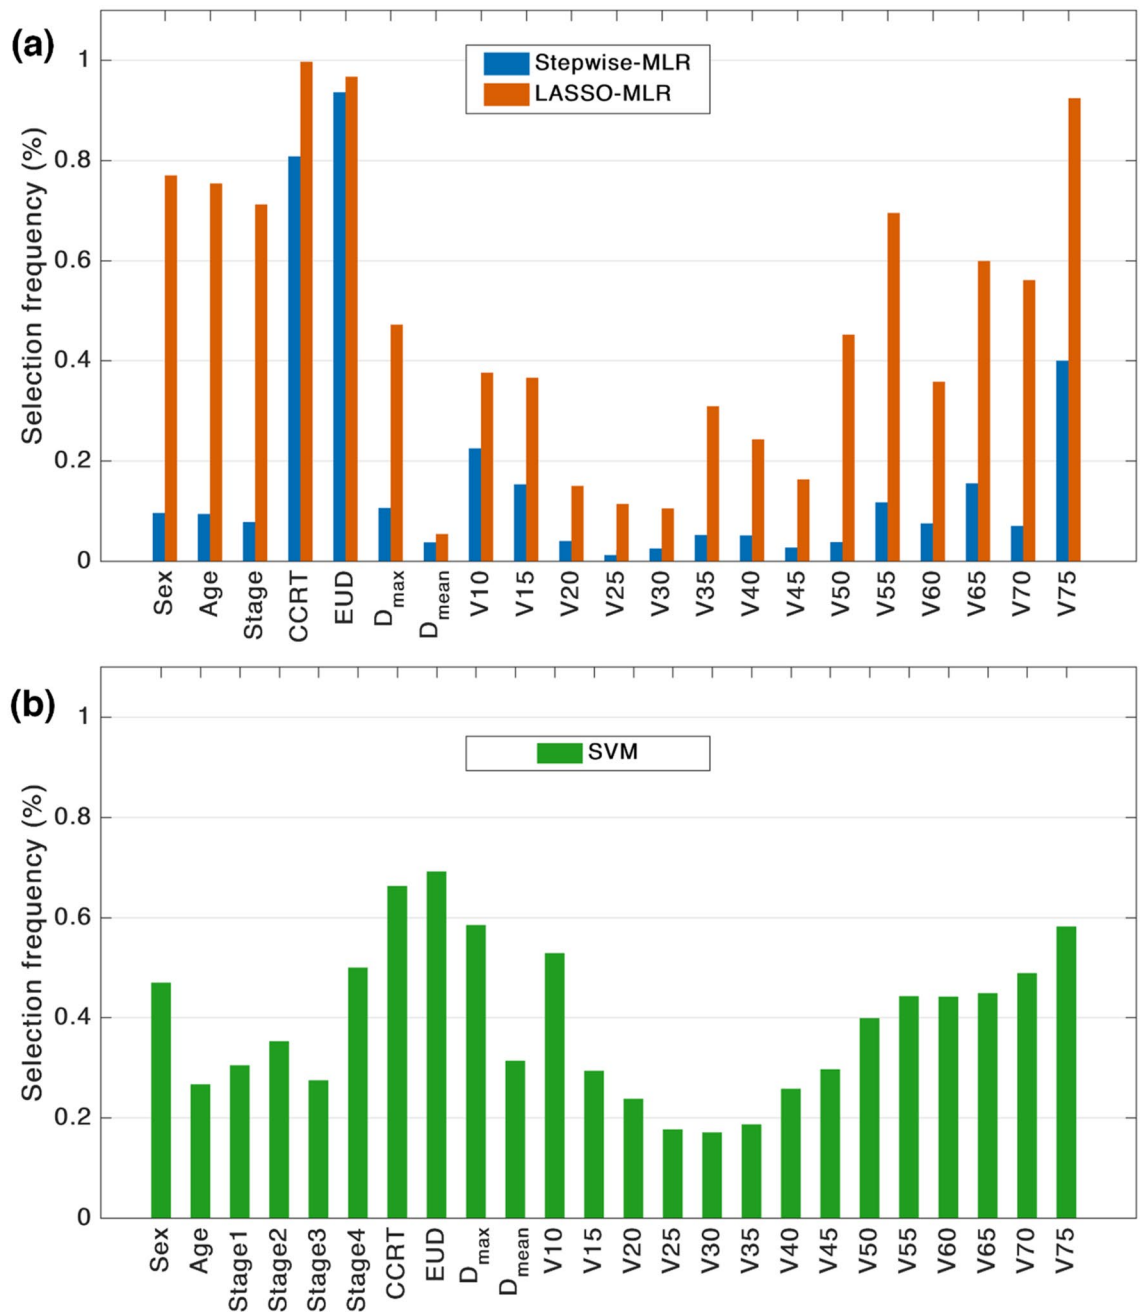 (a)
Stepwise-MLR
LASSO-MLR
Selection frequency (%)
1
0.8
0.6
0.4
0.2
0
Sex
Age
Stage
CCRT
EUD
Dmax
Dmean
V10
V15
V20
V25
V30
V35
V40
V45
V50
V55
V60
V65
V70
V75
(b)
SVM
Selection frequency (%)
1
0.8
0.6
0.4
0.2
0
Sex
Age
Stage1
Stage2
Stage3
Stage4
CCRT
EUD
Dmax
Dmean
V10
V15
V20
V25
V30
V35
V40
V45
V50
V55
V60
V65
V70
V75